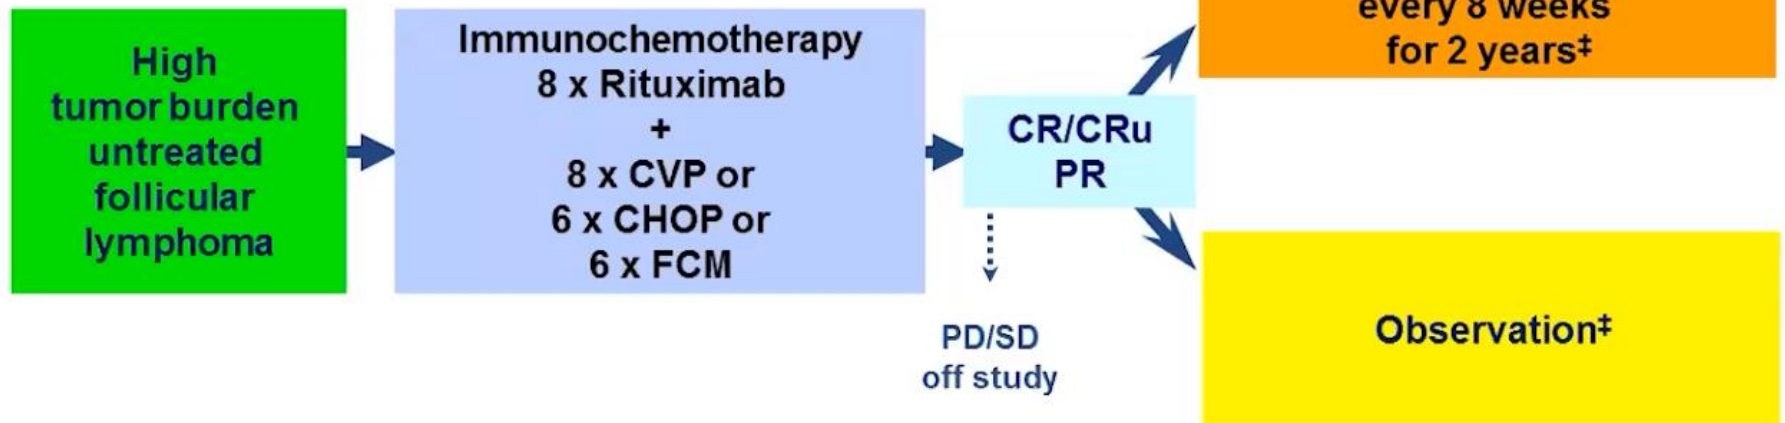 High
tumor burden
untreated
follicular
lymphoma
Immunochemotherapy
8 x Rituximab
+
8 x CVP or
6 x CHOP or
6 x FCM
CR/CRu
PR
PD/SD
off study
every 8 weeks
for 2 years‡
Observation‡